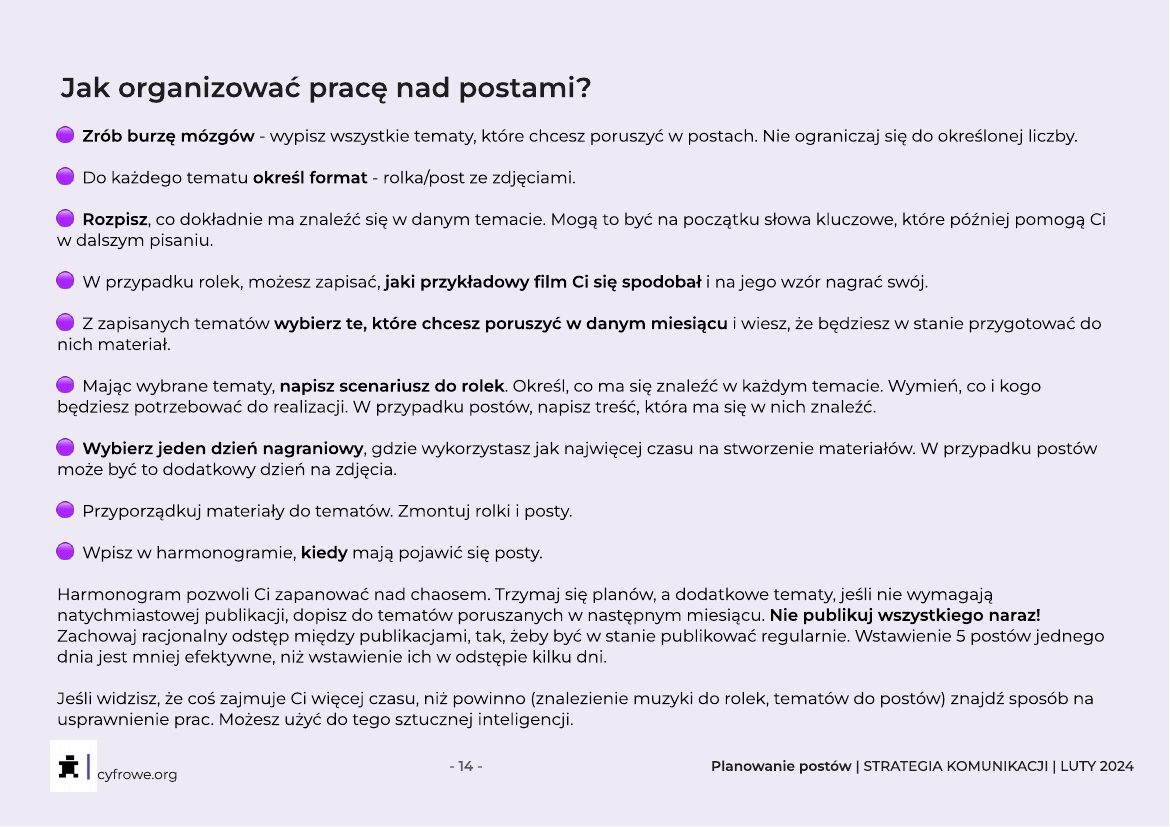 Jak organizować pracę nad postami?
Zrób burzę mózgów - wypisz wszystkie tematy, które chcesz poruszyć w postach. Nie ograniczaj się do określonej liczby.
Do każdego tematu określ format - rolka/post ze zdjęciami.
Rozpisz, co dokładnie ma znaleźć się w danym temacie. Mogą to być na początku słowa kluczowe, które później pomogą Ci
w dalszym pisaniu.
W przypadku rolek, możesz zapisać, jaki przykładowy film Ci się spodobał i na jego wzór nagrać swój.
Z zapisanych tematów wybierz te, które chcesz poruszyć w danym miesiącu i wiesz, że będziesz w stanie przygotować do
nich materiał.
Mając wybrane tematy, napisz scenariusz do rolek. Określ, co ma się znaleźć w każdym temacie. Wymień, co i kogo
będziesz potrzebować do realizacji. W przypadku postów, napisz treść, która ma się w nich znaleźć.
Wybierz jeden dzień nagraniowy, gdzie wykorzystasz jak najwięcej czasu na stworzenie materiałów. W przypadku postów
może być to dodatkowy dzień na zdjęcia.
Przyporządkuj materiały do tematów. Zmontuj rolki i posty.
Wpisz w harmonogramie, kiedy mają pojawić się posty.
Harmonogram pozwoli Ci zapanować nad chaosem. Trzymaj się planów, a dodatkowe tematy, jeśli nie wymagają
natychmiastowej publikacji, dopisz do tematów poruszanych w następnym miesiącu. Nie publikuj wszystkiego naraz!
Zachowaj racjonalny odstęp między publikacjami, tak, żeby być w stanie publikować regularnie. Wstawienie 5 postów jednego
dnia jest mniej efektywne, niż wstawienie ich w odstępie kilku dni.
Jeśli widzisz, że coś zajmuje Ci więcej czasu, niż powinno (znalezienie muzyki do rolek, tematów do postów) znajdź sposób na
usprawnienie prac. Możesz użyć do tego sztucznej inteligencji.
cyfrowe.org
- 14 -
Planowanie postów | STRATEGIA KOMUNIKACJI | LUTY 2024